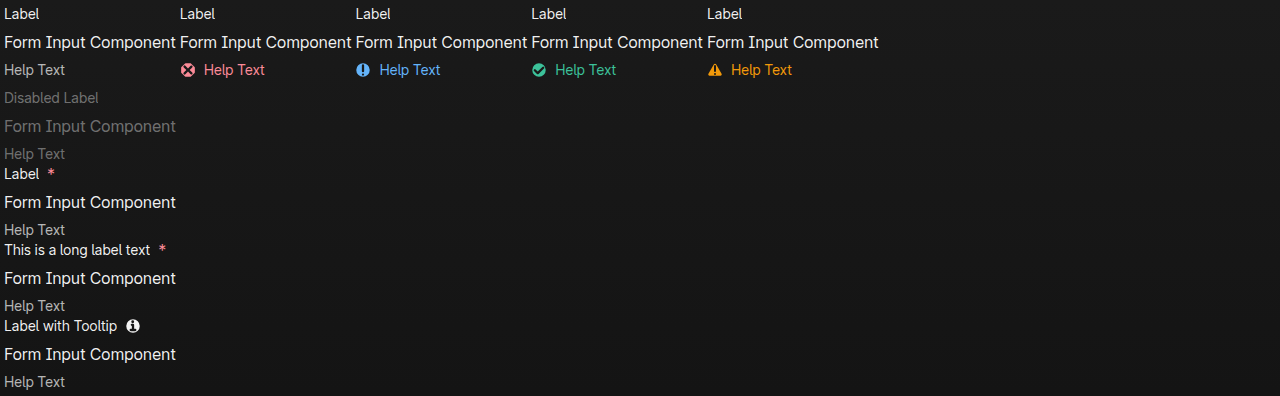 Label Label Label Label Label
Form Input Component Form Input Component Form Input Component Form Input Component Form Input Component
Help Text Help Text Help Text Help Text Help Text
Disabled Label
Form Input Component
Help Text
Label *
Form Input Component
Help Text
This is a long label text *
Form Input Component
Help Text
Label with Tooltip
Form Input Component
Help Text